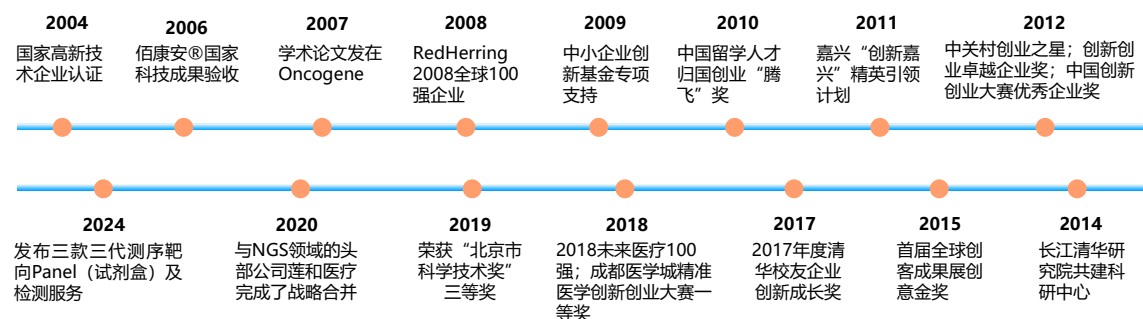 2004
国家高新技
术企业认证
2006
佰康安®国家
科技成果验收
2007
学术论文发在
Oncogene
2008
RedHerring
2008全球100
强企业
2009
中小企业创
新基金专项
支持
2010
中国留学人才
归国创业“腾
飞”奖
2011
嘉兴“创新嘉
兴”精英引领
计划
2012
中关村创业之星；创新创
业卓越企业奖；中国创新
创业大赛优秀企业奖
2024
发布三款三代测序靶
向Panel（试剂盒）及
检测服务
2020
与NGS领域的头
部公司莲和医疗
完成了战略合并
2019
荣获“北京市
科学技术奖”
三等奖
2018
2018未来医疗100
强；成都医学城精准
医学创新创业大赛一
等奖
2017
2017年度清
华校友企业
创新成长奖
2015
首届全球创
客成果展创
意金奖
2014
长江清华研
究院共建科
研中心